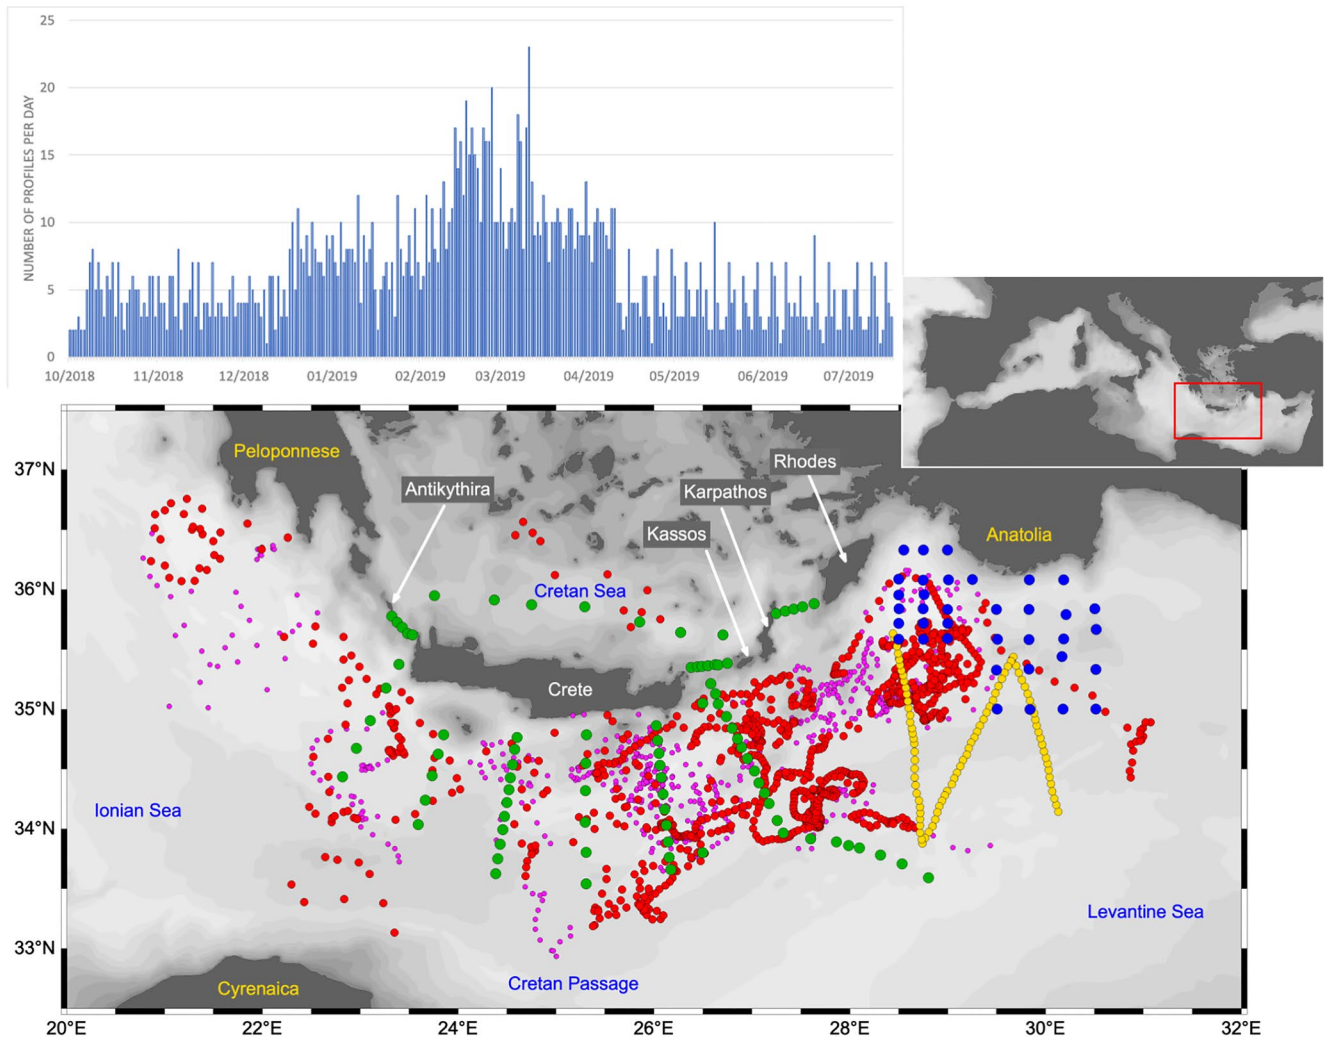 NUMBER OF PROFILES PER DAY
25
20
15
10
5
0
10/2018 11/2018 12/2018 01/2019 02/2019 03/2019 04/2019 05/2019 06/2019 07/2019
Peloponnese
Rhodes
37°N
Antikythira
Karpathos
Kassos
Anatolia
36°N
Cretan Sea
Crete
35°N
Ionian Sea
34°N
Levantine Sea
33°N
Cretan Passage
Cyrenaica
20°E 22°E 24°E 26°E 28°E 30°E 32°E